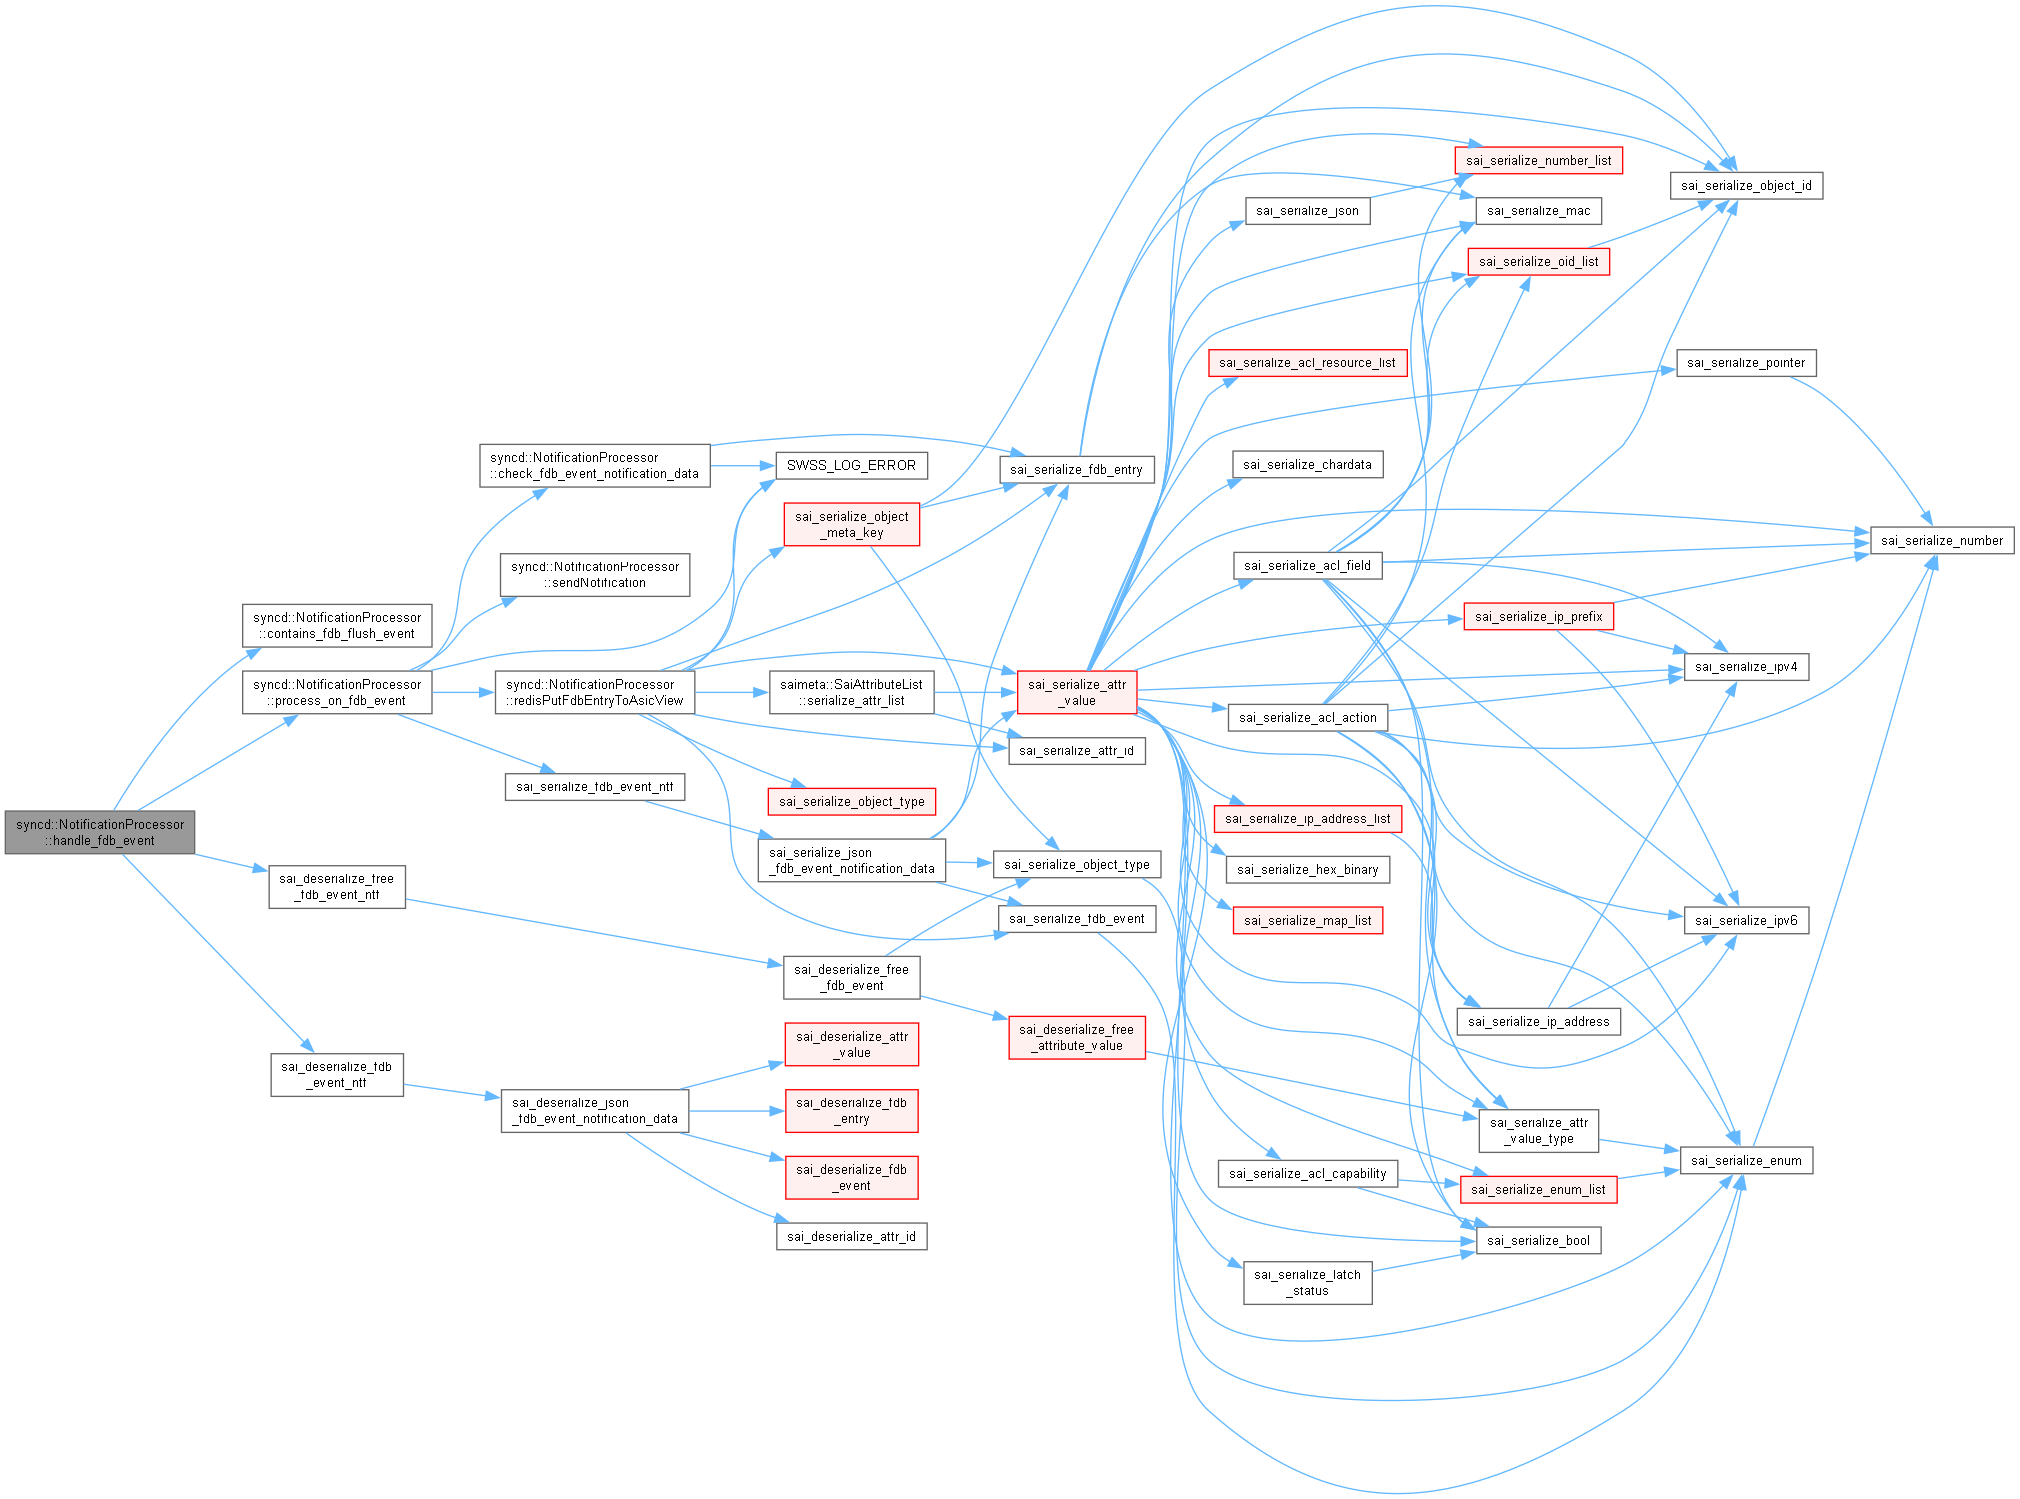 syncd::NotificationProcessor
::handle_fdb_event
syncd::NotificationProcessor
::contains_fdb_flush_event
syncd::NotificationProcessor
::process_on_fdb_event
sai_deserialize_free
_fdb_event_ntf
sai_deserialize_fdb
_event_ntf
syncd::NotificationProcessor
::check_fdb_event_notification_data
syncd::NotificationProcessor
::sendNotification
syncd::NotificationProcessor
::redisPutFdbEntryToAsicView
sai_serialize_fdb_event_ntf
sai_deserialize_json
_fdb_event_notification_data
SWSS_LOG_ERROR
sai_serialize_object
_meta_key
saimeta::SaiAttributeList
::serialize_attr_list
sai_serialize_object_type
sai_serialize_json
_fdb_event_notification_data
sai_deserialize_free
_fdb_event
sai_deserialize_attr
_value
sai_deserialize_fdb
_entry
sai_deserialize_fdb
_event
sai_deserialize_attr_id
sai_serialize_fdb_entry
sai_serialize_attr
_value
sai_serialize_attr_id
sai_serialize_object_type
sai_serialize_fdb_event
sai_deserialize_free
_attribute_value
sai_serialize_json
sai_serialize_acl_resource_list
sai_serialize_chardata
sai_serialize_acl_field
sai_serialize_acl_action
sai_serialize_ip_address_list
sai_serialize_hex_binary
sai_serialize_map_list
sai_serialize_acl_capability
sai_serialize_latch
_status
sai_serialize_number_list
sai_serialize_mac
sai_serialize_oid_list
sai_serialize_ip_prefix
sai_serialize_ip_address
sai_serialize_attr
_value_type
sai_serialize_enum_list
sai_serialize_bool
sai_serialize_object_id
sai_serialize_pointer
sai_serialize_ipv4
sai_serialize_ipv6
sai_serialize_enum
sai_serialize_number